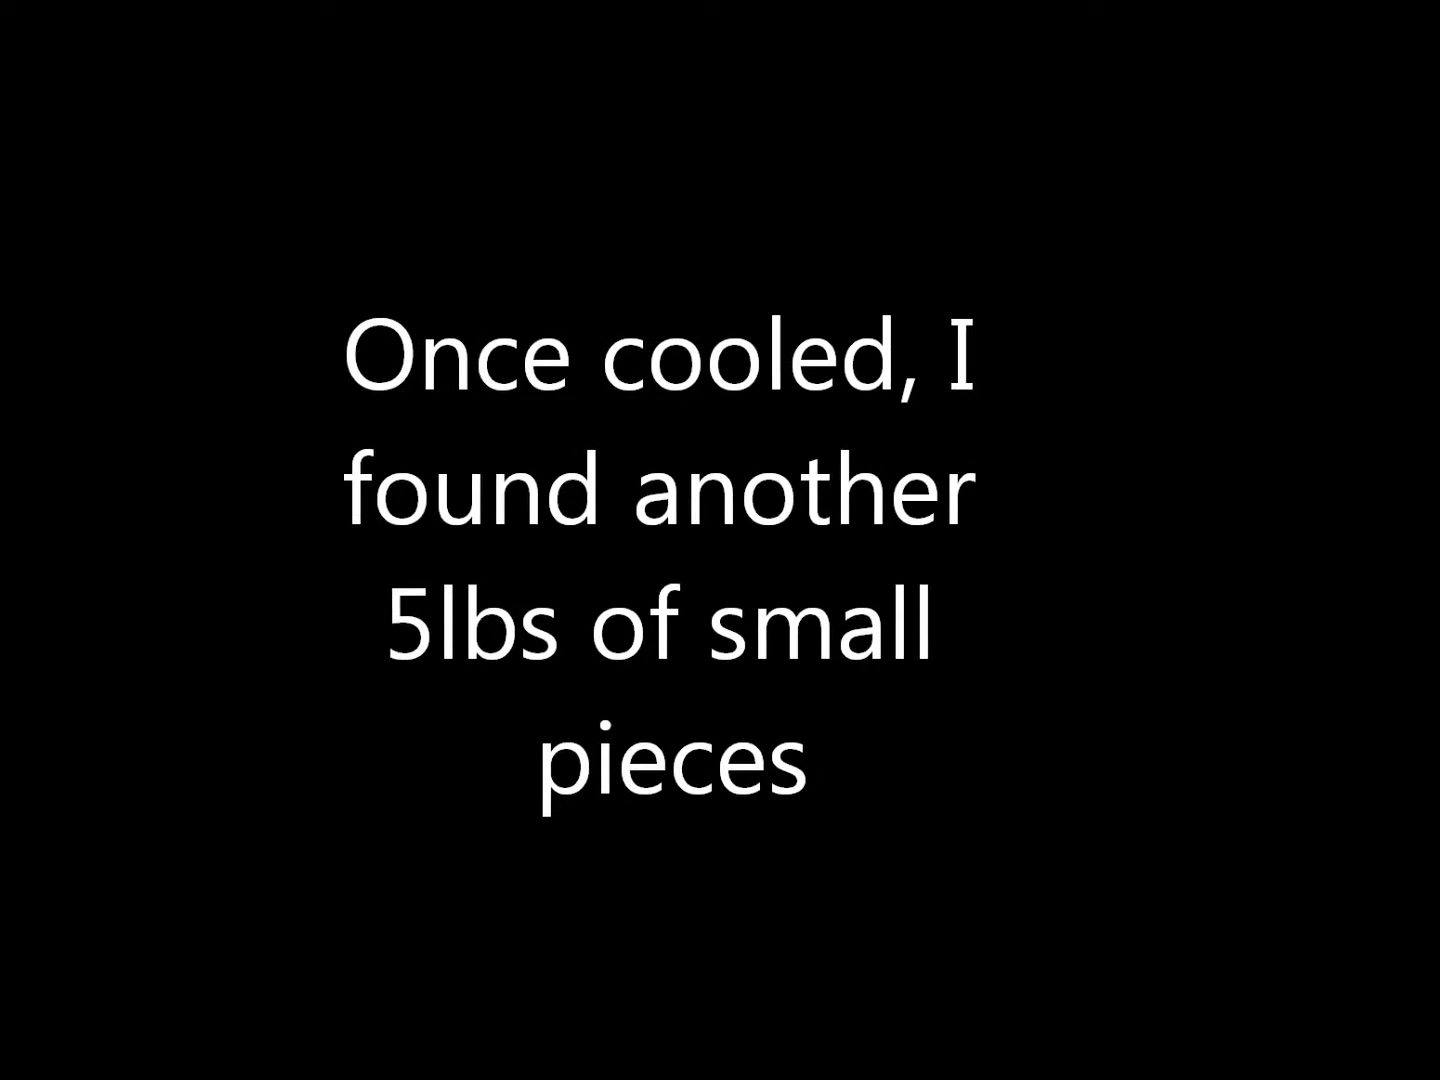 Once cooled, I
found another
5lbs of small
pieces